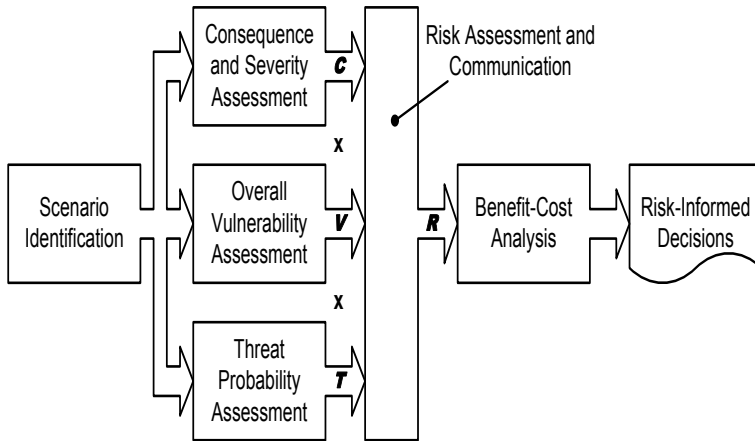 Consequence
and Severity
Assessment
C
Risk Assessment and
Communication
x
Scenario
Identification
Overall
Vulnerability
Assessment
V
R
Benefit-Cost
Analysis
Risk-Informed
Decisions
x
Threat
Probability
Assessment
T